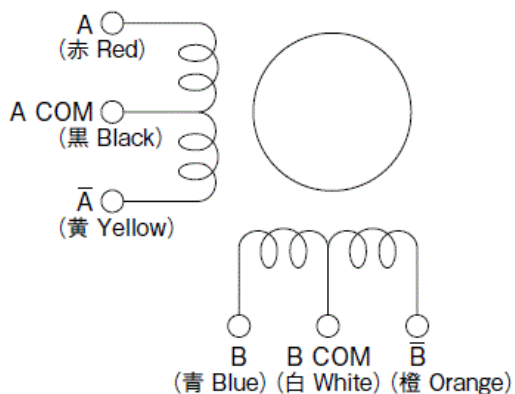 A
(赤 Red)
A COM
(黒 Black)
A̅
(黄 Yellow)
B B COM B̅
(青 Blue) (白 White) (橙 Orange)